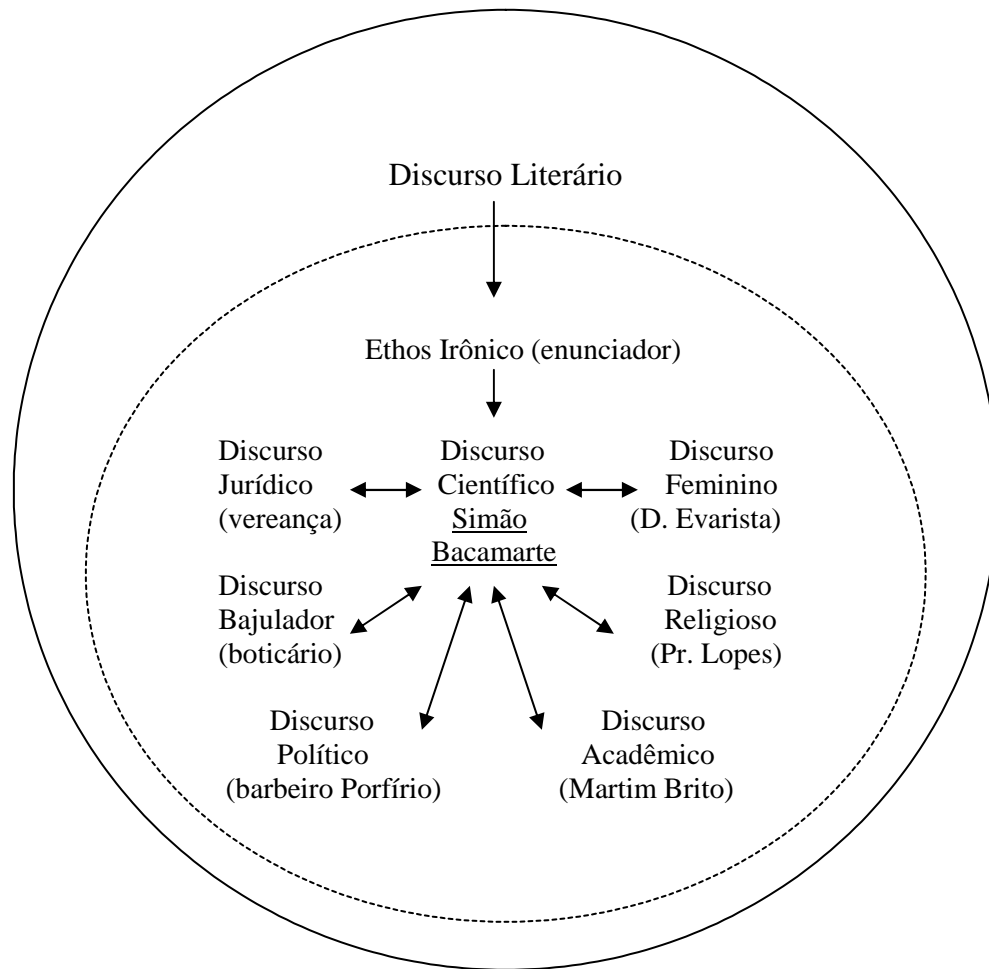 Discurso Literário
Ethos Irônico (enunciador)
Discurso
Jurídico
(vereança)
Discurso
Científico
Simão
Bacamarte
Discurso
Feminino
(D. Evarista)
Discurso
Bajulador
(boticário)
Discurso
Religioso
(Pr. Lopes)
Discurso
Político
(barbeiro Porfírio)
Discurso
Acadêmico
(Martim Brito)